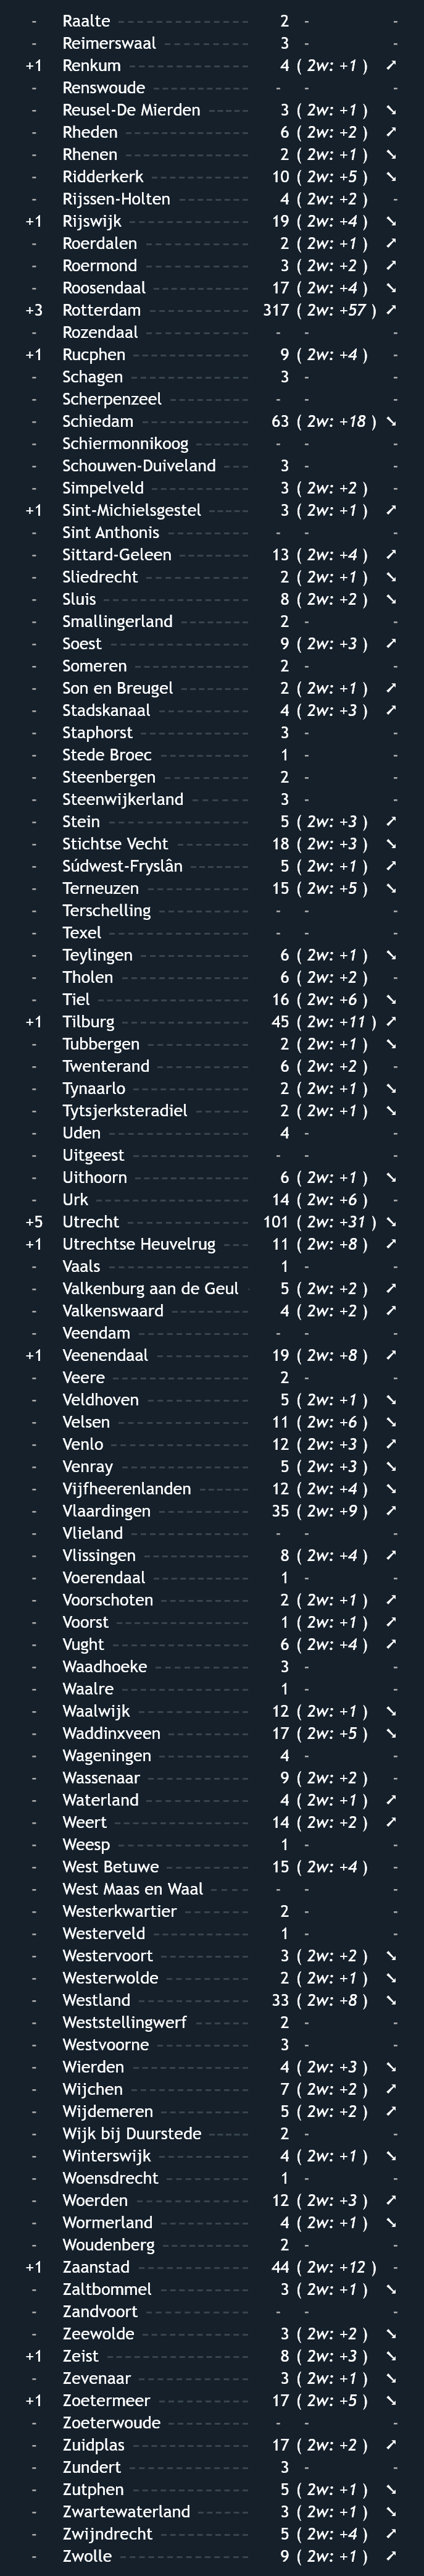 - Raalte 2 - -
- Reimerswaal 3 - -
+1 Renkum 4 ( 2w: +1 ) ➚
- Renswoude - - -
- Reusel-De Mierden 3 ( 2w: +1 ) ➘
- Rheden 6 ( 2w: +2 ) ➚
- Rhenen 2 ( 2w: +1 ) ➘
- Ridderkerk 10 ( 2w: +5 ) ➘
- Rijssen-Holten 4 ( 2w: +2 ) -
+1 Rijswijk 19 ( 2w: +4 ) ➘
- Roerdalen 2 ( 2w: +1 ) ➚
- Roermond 3 ( 2w: +2 ) ➚
- Roosendaal 17 ( 2w: +4 ) ➘
+3 Rotterdam 317 ( 2w: +57 ) ➚
- Rozendaal - - -
+1 Rucphen 9 ( 2w: +4 ) -
- Schagen 3 - -
- Scherpenzeel - - -
- Schiedam 63 ( 2w: +18 ) ➘
- Schiermonnikoog - - -
- Schouwen-Duiveland 3 - -
- Simpelveld 3 ( 2w: +2 ) -
+1 Sint-Michielsgestel 3 ( 2w: +1 ) ➚
- Sint Anthonis - - -
- Sittard-Geleen 13 ( 2w: +4 ) ➚
- Sliedrecht 2 ( 2w: +1 ) ➘
- Sluis 8 ( 2w: +2 ) ➘
- Smallingerland 2 - -
- Soest 9 ( 2w: +3 ) ➚
- Someren 2 - -
- Son en Breugel 2 ( 2w: +1 ) ➚
- Stadskanaal 4 ( 2w: +3 ) ➚
- Staphorst 3 - -
- Stede Broec 1 - -
- Steenbergen 2 - -
- Steenwijkerland 3 - -
- Stein 5 ( 2w: +3 ) ➚
- Stichtse Vecht 18 ( 2w: +3 ) ➘
- Súdwest-Fryslân 5 ( 2w: +1 ) ➚
- Terneuzen 15 ( 2w: +5 ) ➘
- Terschelling - - -
- Texel - - -
- Teylingen 6 ( 2w: +1 ) ➘
- Tholen 6 ( 2w: +2 ) -
- Tiel 16 ( 2w: +6 ) ➘
+1 Tilburg 45 ( 2w: +11 ) ➚
- Tubbergen 2 ( 2w: +1 ) ➘
- Twenterand 6 ( 2w: +2 ) -
- Tynaarlo 2 ( 2w: +1 ) ➘
- Tytsjerksteradiel 2 ( 2w: +1 ) ➘
- Uden 4 - -
- Uitgeest - - -
- Uithoorn 6 ( 2w: +1 ) ➘
- Urk 14 ( 2w: +6 ) -
+5 Utrecht 101 ( 2w: +31 ) ➘
+1 Utrechtse Heuvelrug 11 ( 2w: +8 ) ➚
- Vaals 1 - -
- Valkenburg aan de Geul 5 ( 2w: +2 ) ➚
- Valkenswaard 4 ( 2w: +2 ) ➚
- Veendam - - -
+1 Veenendaal 19 ( 2w: +8 ) ➚
- Veere 2 - -
- Veldhoven 5 ( 2w: +1 ) ➘
- Velsen 11 ( 2w: +6 ) ➘
- Venlo 12 ( 2w: +3 ) ➚
- Venray 5 ( 2w: +3 ) ➘
- Vijfheerenlanden 12 ( 2w: +4 ) ➘
- Vlaardingen 35 ( 2w: +9 ) ➚
- Vlieland - - -
- Vlissingen 8 ( 2w: +4 ) ➚
- Voerendaal 1 - -
- Voorschoten 2 ( 2w: +1 ) ➚
- Voorst 1 ( 2w: +1 ) ➚
- Vught 6 ( 2w: +4 ) ➚
- Waadhoeke 3 - -
- Waalre 1 - -
- Waalwijk 12 ( 2w: +1 ) ➘
- Waddinxveen 17 ( 2w: +5 ) ➘
- Wageningen 4 - -
- Wassenaar 9 ( 2w: +2 ) -
- Waterland 4 ( 2w: +1 ) ➚
- Weert 14 ( 2w: +2 ) ➚
- Weesp 1 - -
- West Betuwe 15 ( 2w: +4 ) -
- West Maas en Waal - - -
- Westerkwartier 2 - -
- Westerveld 1 - -
- Westervoort 3 ( 2w: +2 ) ➘
- Westerwolde 2 ( 2w: +1 ) ➘
- Westland 33 ( 2w: +8 ) ➘
- Weststellingwerf 2 - -
- Westvoorne 3 - -
- Wierden 4 ( 2w: +3 ) ➘
- Wijchen 7 ( 2w: +2 ) ➚
- Wijdemeren 5 ( 2w: +2 ) ➚
- Wijk bij Duurstede 2 - -
- Winterswijk 4 ( 2w: +1 ) ➘
- Woensdrecht 1 - -
- Woerden 12 ( 2w: +3 ) ➚
- Wormerland 4 ( 2w: +1 ) ➘
- Woudenberg 2 - -
+1 Zaanstad 44 ( 2w: +12 ) -
- Zaltbommel 3 ( 2w: +1 ) ➘
- Zandvoort - - -
- Zeewolde 3 ( 2w: +2 ) ➘
+1 Zeist 8 ( 2w: +3 ) ➘
- Zevenaar 3 ( 2w: +1 ) ➘
+1 Zoetermeer 17 ( 2w: +5 ) ➘
- Zoeterwoude - - -
- Zuidplas 17 ( 2w: +2 ) ➚
- Zundert 3 - -
- Zutphen 5 ( 2w: +1 ) ➘
- Zwartewaterland 3 ( 2w: +1 ) ➘
- Zwijndrecht 5 ( 2w: +4 ) ➚
- Zwolle 9 ( 2w: +1 ) ➚